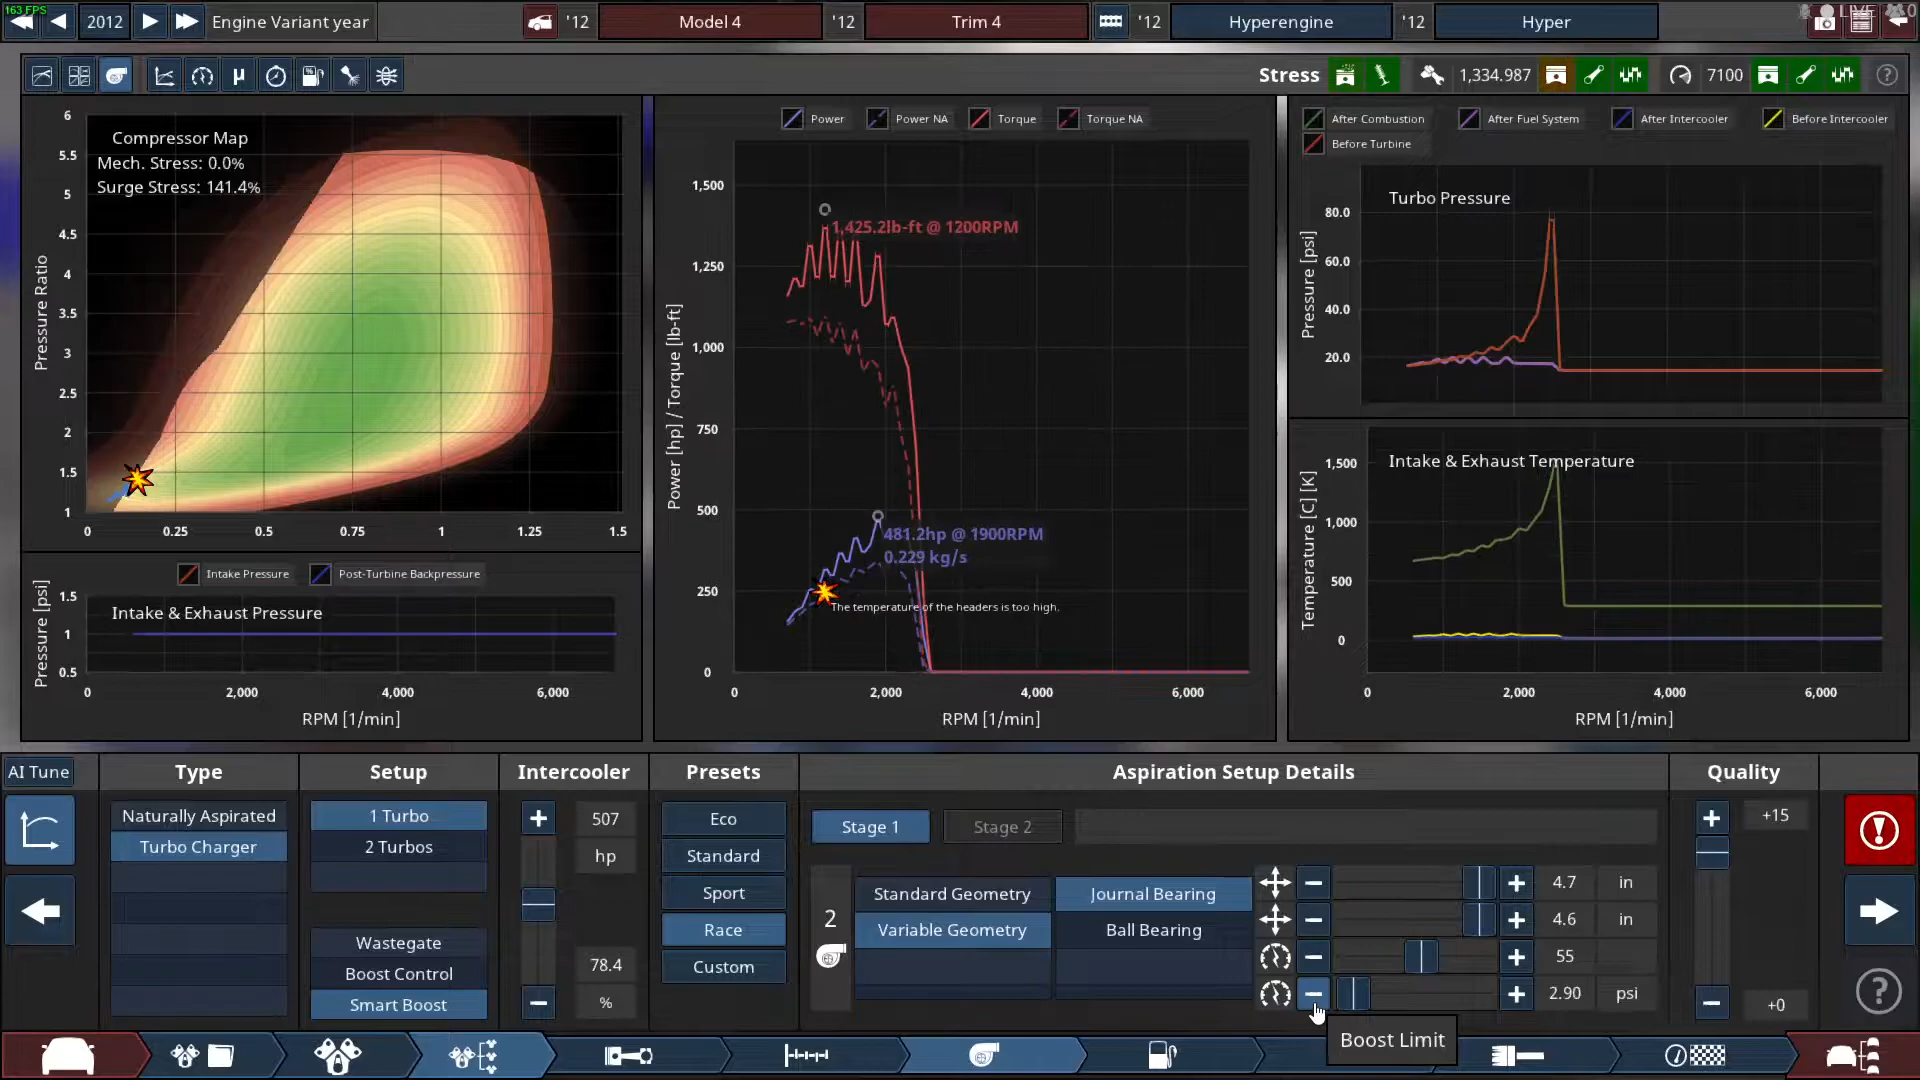 163 FPS
2012 Engine Variant year '12 Model 4 '12 Trim 4 '12 Hyperengine '12 Hyper
LIVE 0
Stress 1,334.987 7100 ?
Compressor Map
Mech. Stress: 0.0%
Surge Stress: 141.4%
Pressure Ratio
6
5.5
5
4.5
4
3.5
3
2.5
2
1.5
1
0 0.25 0.5 0.75 1 1.25 1.5
Intake Pressure Post-Turbine Backpressure
Intake & Exhaust Pressure
Pressure [psi]
1.5
1
0.5
0 2,000 4,000 6,000
RPM [1/min]
Power Power NA Torque Torque NA
Power [hp] / Torque [lb-ft]
1,500
1,250
1,000
750
500
250
0
1,425.2lb-ft @ 1200RPM
481.2hp @ 1900RPM
0.229 kg/s
The temperature of the headers is too high.
0 2,000 4,000 6,000
RPM [1/min]
After Combustion After Fuel System After Intercooler Before Intercooler
Before Turbine
Turbo Pressure
Pressure [psi]
80.0
60.0
40.0
20.0
Intake & Exhaust Temperature
Temperature [C] [K]
1,500
1,000
500
0
0 2,000 4,000 6,000
RPM [1/min]
AI Tune
Type
Naturally Aspirated
Turbo Charger
Setup
1 Turbo
2 Turbos
Wastegate
Boost Control
Smart Boost
Intercooler
507
hp
78.4
%
Presets
Eco
Standard
Sport
Race
Custom
Aspiration Setup Details
Stage 1 Stage 2
2
Standard Geometry Journal Bearing
Variable Geometry Ball Bearing
4.7 in
4.6 in
55
2.90 psi
Boost Limit
Quality
+15
+0
?